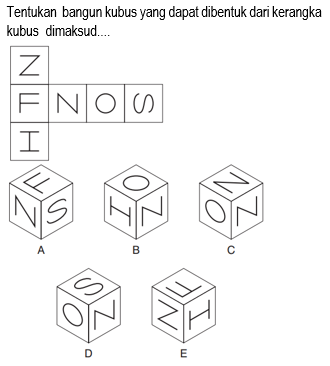 Tentukan bangun kubus yang dapat dibentuk dari kerangka
kubus dimaksud....
Z
F N O S
I
F
N S
O
H N
N
O N
S
O N
F
Z
N H
A B C
D E